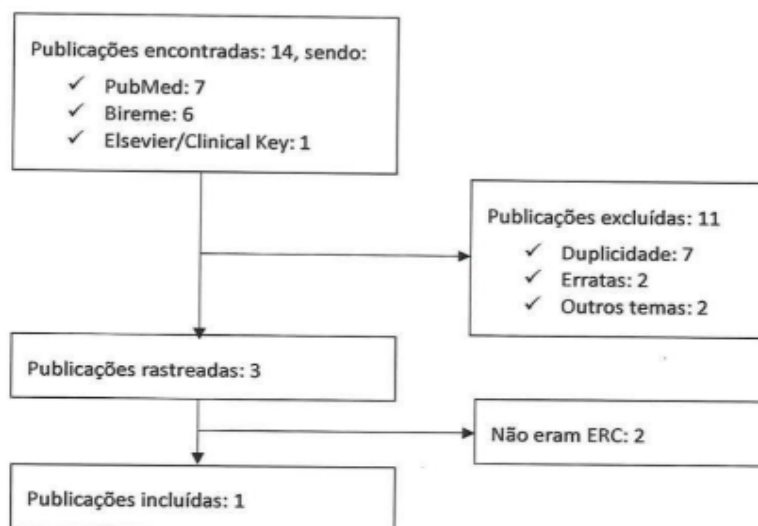 Publicações encontradas: 14, sendo:
✓ PubMed: 7
✓ Bireme: 6
✓ Elsevier/Clinical Key: 1
Publicações excluídas: 11
✓ Duplicidade: 7
✓ Erratas: 2
✓ Outros temas: 2
Publicações rastreadas: 3
Não eram ERC: 2
Publicações incluídas: 1